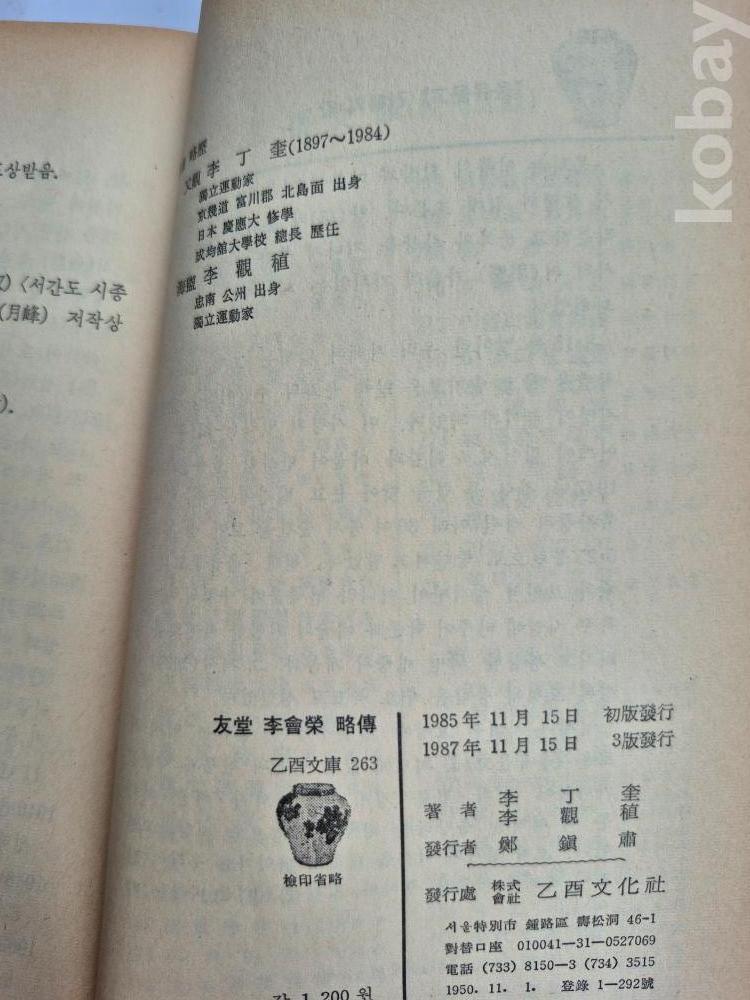 상받음.
〈서간도 시종
(月峰) 저작상
).
略歷
又觀 李丁奎(1897～1984)
獨立運動家
京幾道 富川郡 北島面 出身
日本 慶應大 修學
成均館大學校 總長 歷任
李觀稙
忠南 公州 出身
獨立運動家
友堂 李會榮 略傳
乙酉文庫 263
檢印省略
값 1,200 원
1985年 11月 15日 初版發行
1987年 11月 15日 3版發行
著者 李丁奎
李觀稙
發行者 鄭鎭肅
發行處 株式會社 乙酉文化社
서울特別市 鍾路區 壽松洞 46-1
對替口座 010041—31—0527069
電話 (733) 8150—3 (734) 3515
1950. 11. 1. 登錄 1—292號
kobay